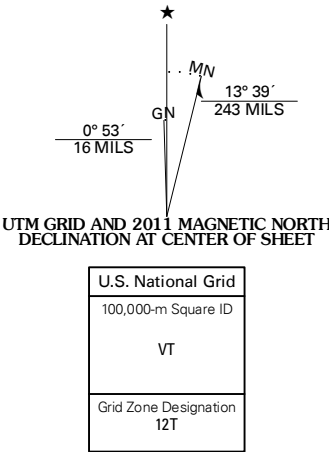 ★
MN
GN
13° 39´
243 MILS
0° 53´
16 MILS
UTM GRID AND 2011 MAGNETIC NORTH
DECLINATION AT CENTER OF SHEET
U.S. National Grid
100,000-m Square ID
VT
Grid Zone Designation
12T